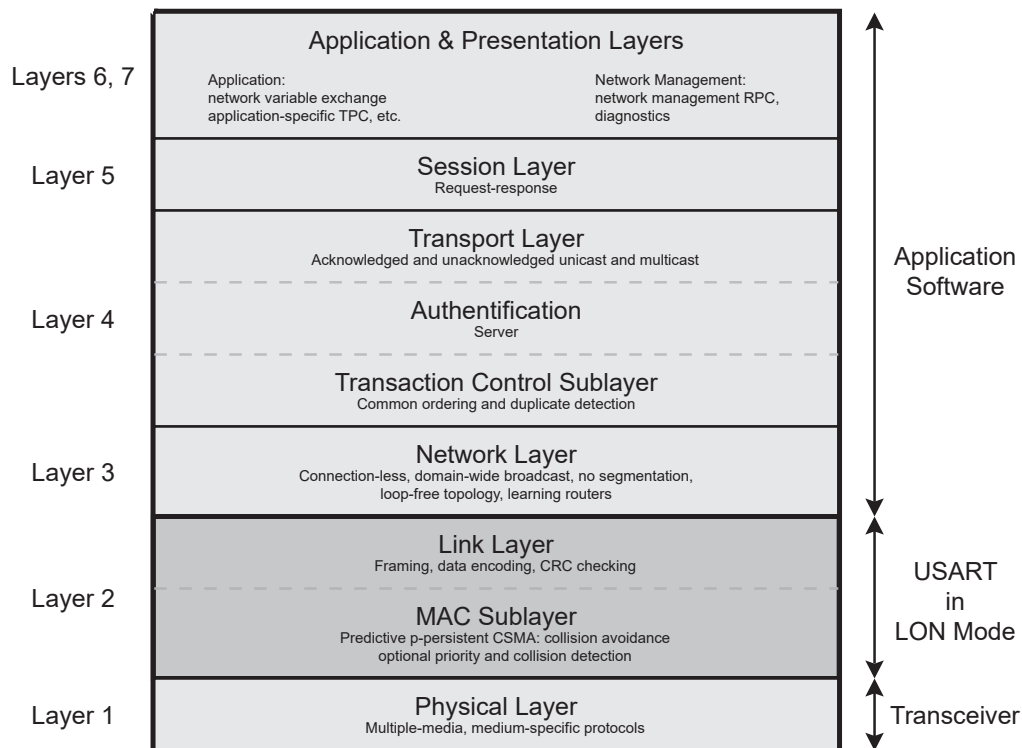 Application & Presentation Layers
Layers 6, 7
Application:
network variable exchange
application-specific TPC, etc.
Network Management:
network management RPC,
diagnostics
Layer 5
Session Layer
Request-response
Transport Layer
Acknowledged and unacknowledged unicast and multicast
Application
Software
Layer 4
Authentification
Server
Transaction Control Sublayer
Common ordering and duplicate detection
Layer 3
Network Layer
Connection-less, domain-wide broadcast, no segmentation,
loop-free topology, learning routers
Link Layer
Framing, data encoding, CRC checking
Layer 2
USART
in
LON Mode
MAC Sublayer
Predictive p-persistent CSMA: collision avoidance
optional priority and collision detection
Layer 1
Physical Layer
Multiple-media, medium-specific protocols
Transceiver